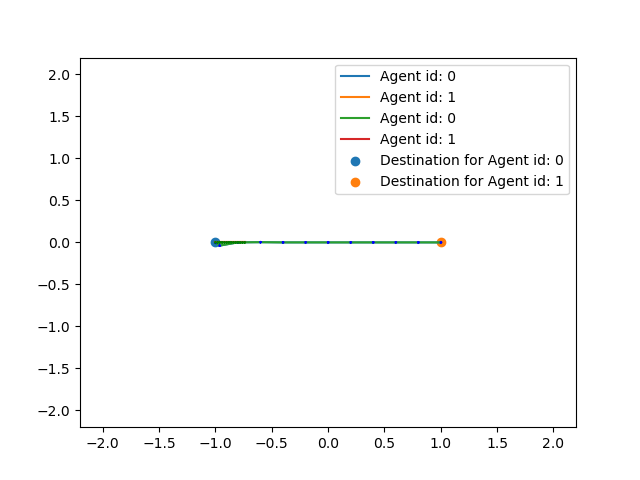 2.0
1.5
1.0
0.5
0.0
−0.5
−1.0
−1.5
−2.0
Agent id: 0
Agent id: 1
Agent id: 0
Agent id: 1
Destination for Agent id: 0
Destination for Agent id: 1
−2.0 −1.5 −1.0 −0.5 0.0 0.5 1.0 1.5 2.0